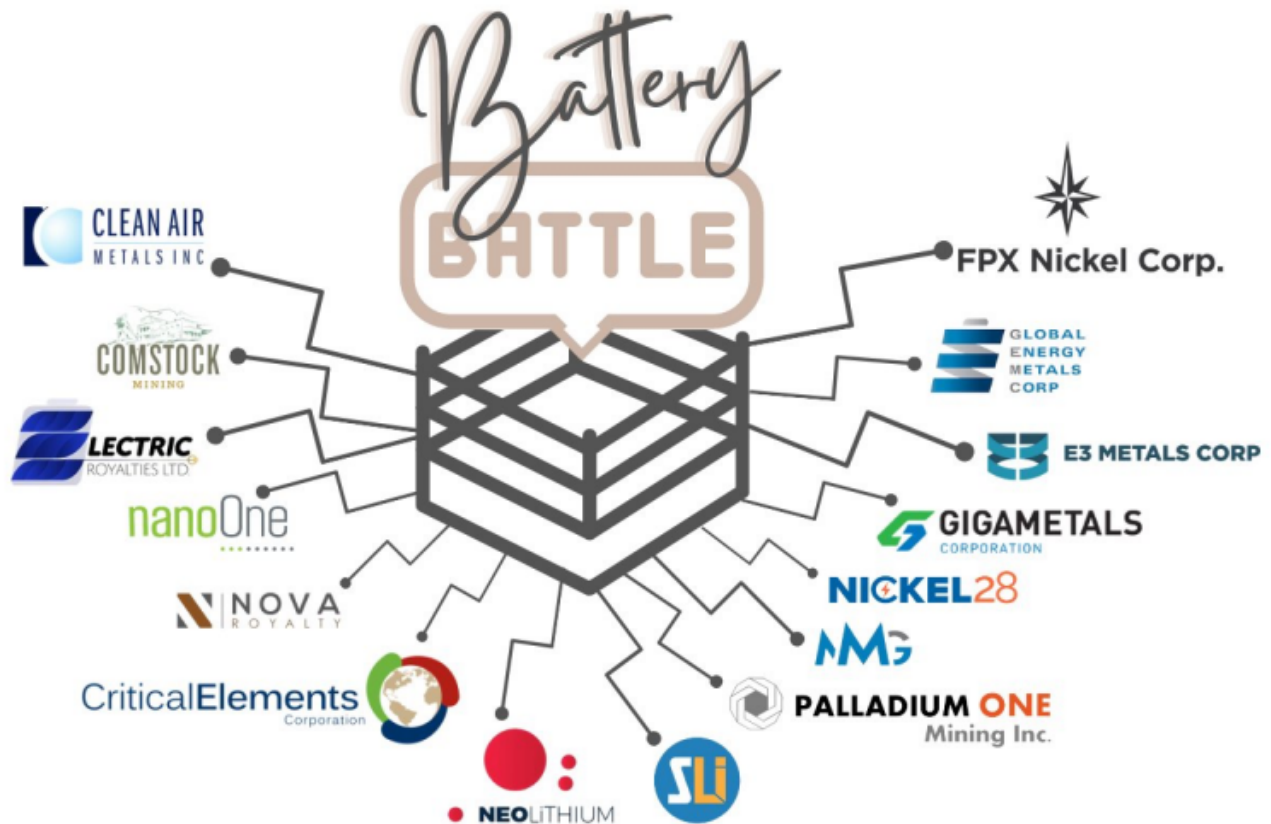 Battery
BATTLE
CLEAN AIR
METALS INC
COMSTOCK
MINING
ELECTRIC
ROYALTIES LTD.
nanoOne
NOVA
ROYALTY
CriticalElements
Corporation
NEOLiTHIUM
SLi
PALLADIUM ONE
Mining Inc.
NMG
NICKEL28
GIGAMETALS
CORPORATION
E3 METALS CORP
GLOBAL
ENERGY
METALS
CORP
FPX Nickel Corp.